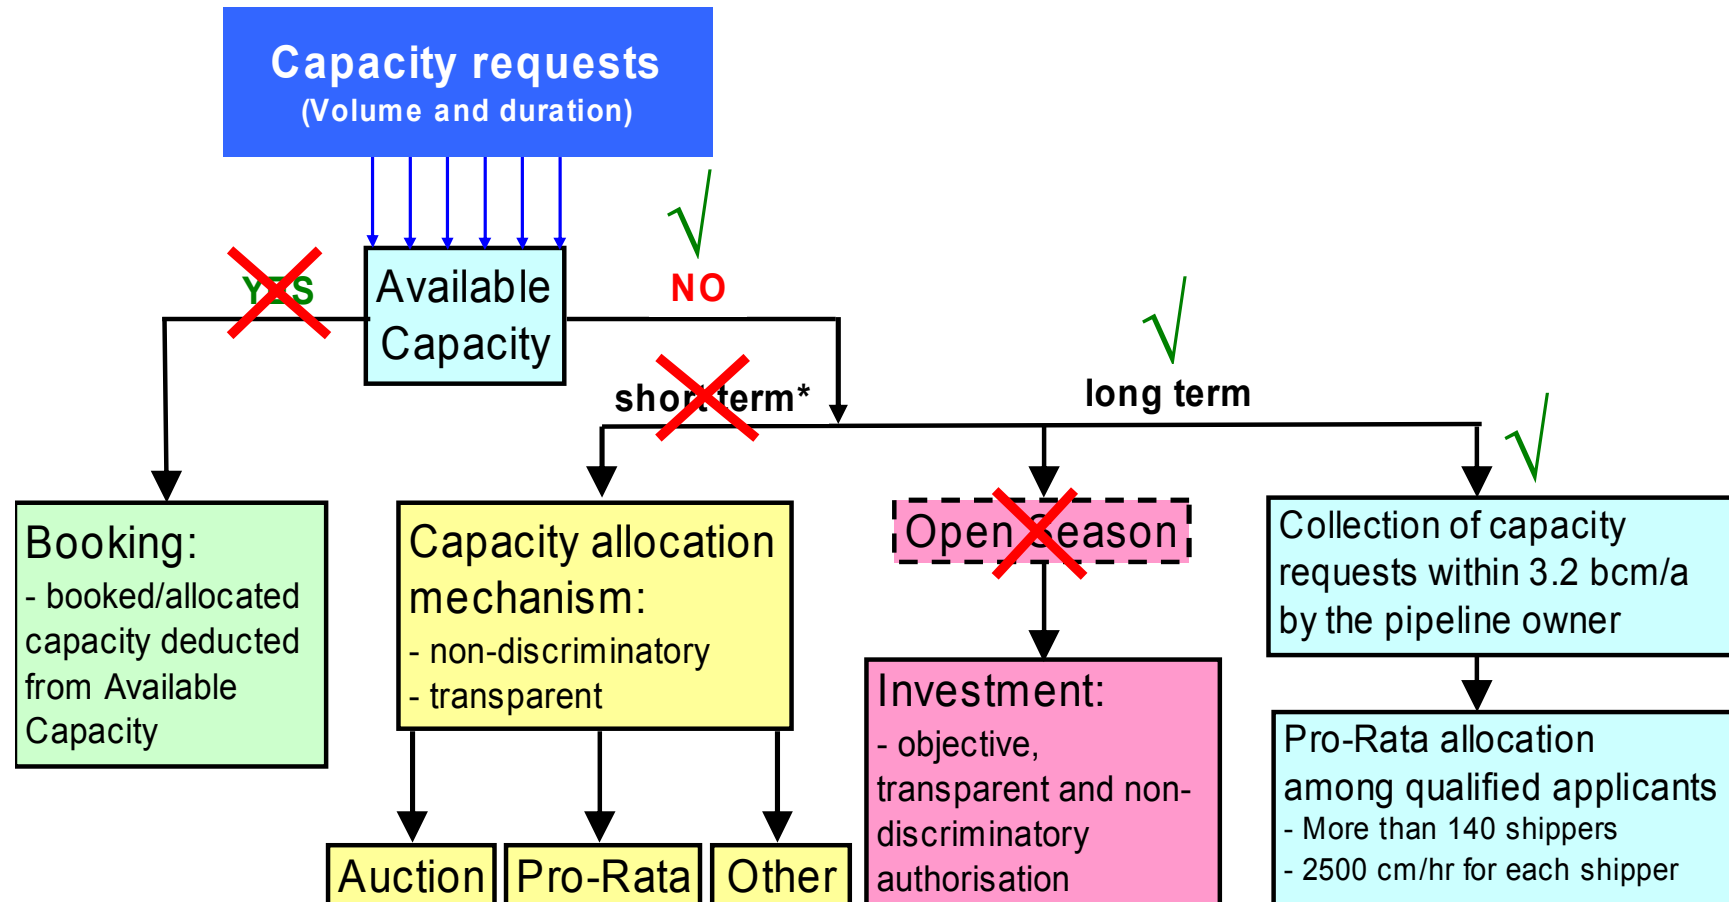 Capacity requests
(Volume and duration)
YES
Available
Capacity
NO
short term*
long term
Booking:
- booked/allocated
capacity deducted
from Available
Capacity
Capacity allocation
mechanism:
- non-discriminatory
- transparent
Auction
Pro-Rata
Other
Open Season
Investment:
- objective,
transparent and non-
discriminatory
authorisation
Collection of capacity
requests within 3.2 bcm/a
by the pipeline owner
Pro-Rata allocation
among qualified applicants
- More than 140 shippers
- 2500 cm/hr for each shipper